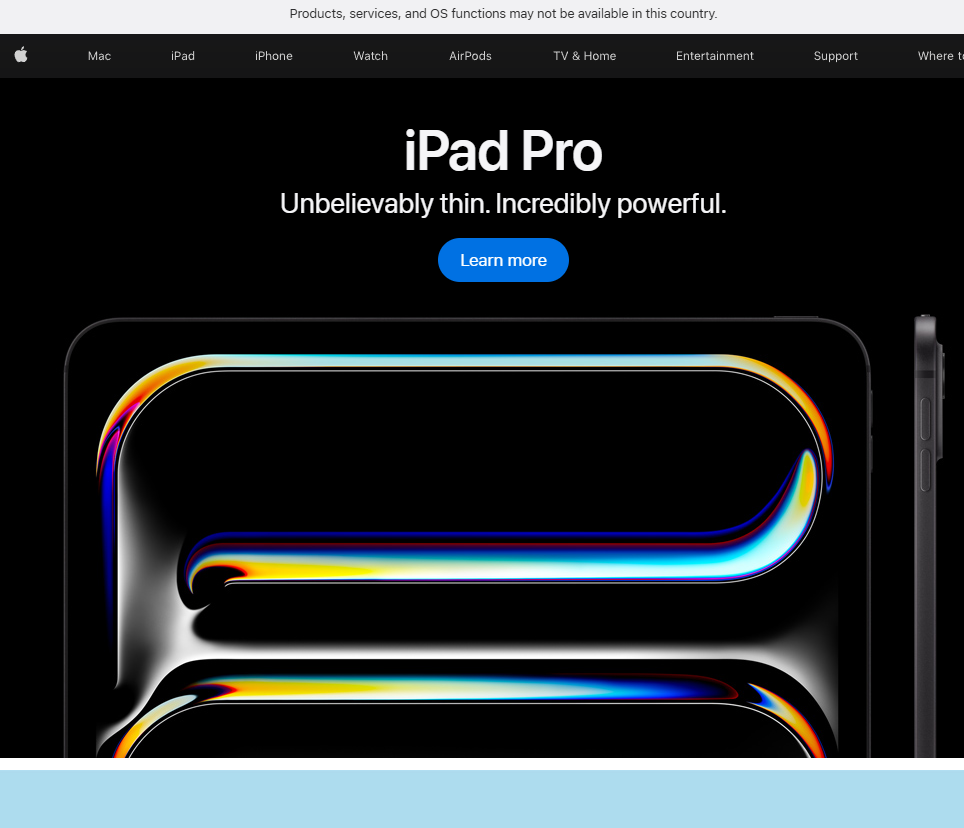 Products, services, and OS functions may not be available in this country.
Mac iPad iPhone Watch AirPods TV & Home Entertainment Support Where
iPad Pro
Unbelievably thin. Incredibly powerful.
Learn more